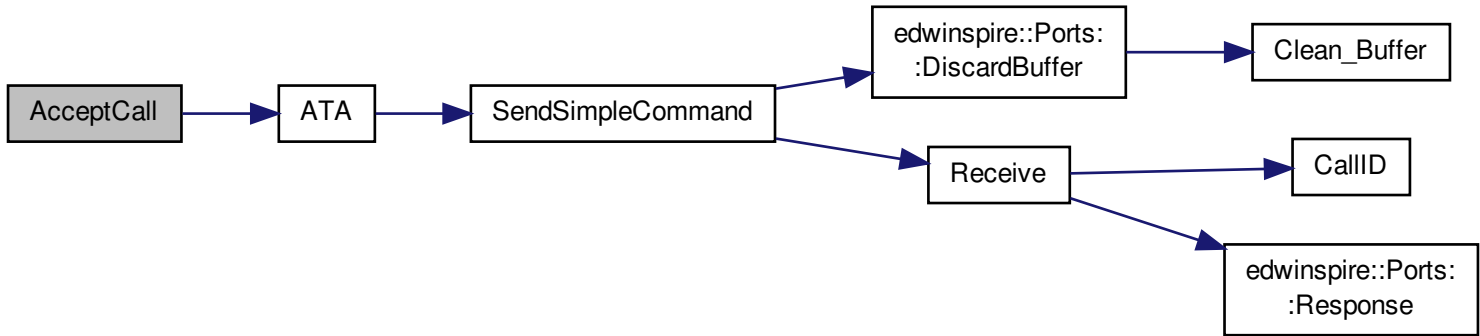 AcceptCall
ATA
SendSimpleCommand
edwinspire::Ports:
:DiscardBuffer
Clean_Buffer
Receive
CallID
edwinspire::Ports:
:Response